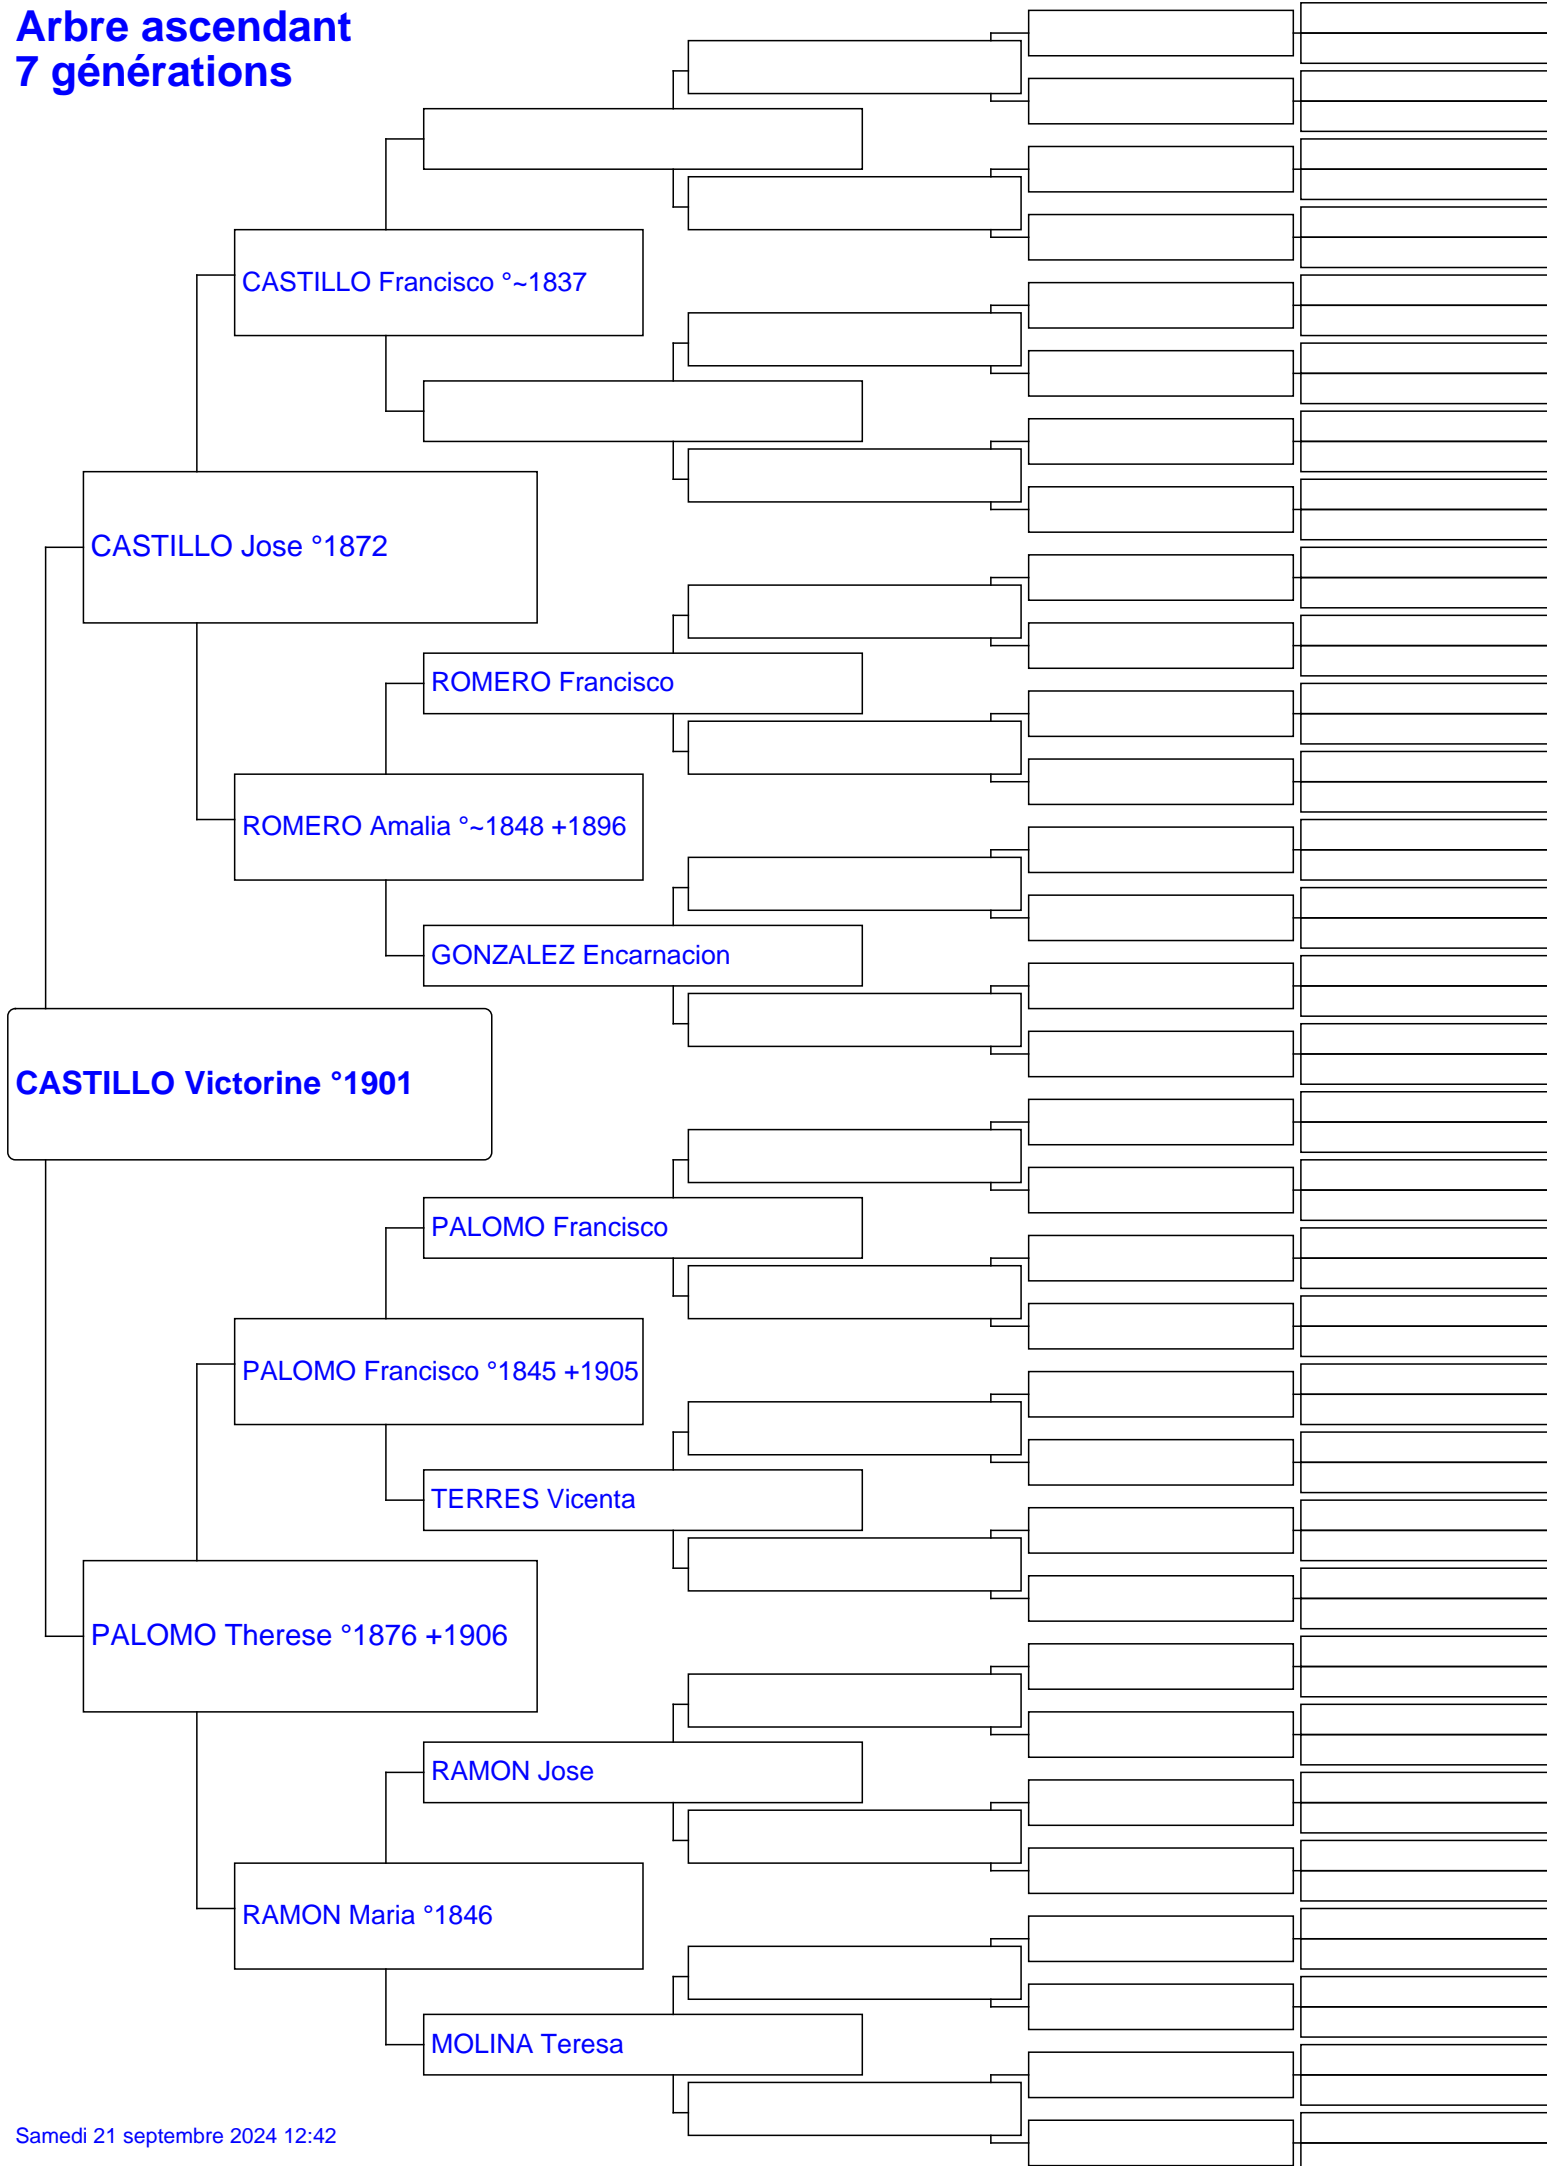 Arbre ascendant
7 générations
CASTILLO Francisco °~1837
CASTILLO Jose °1872
ROMERO Francisco
ROMERO Amalia °~1848 +1896
GONZALEZ Encarnacion
CASTILLO Victorine °1901
PALOMO Francisco
PALOMO Francisco °1845 +1905
TERRES Vicenta
PALOMO Therese °1876 +1906
RAMON Jose
RAMON Maria °1846
MOLINA Teresa
Samedi 21 septembre 2024 12:42